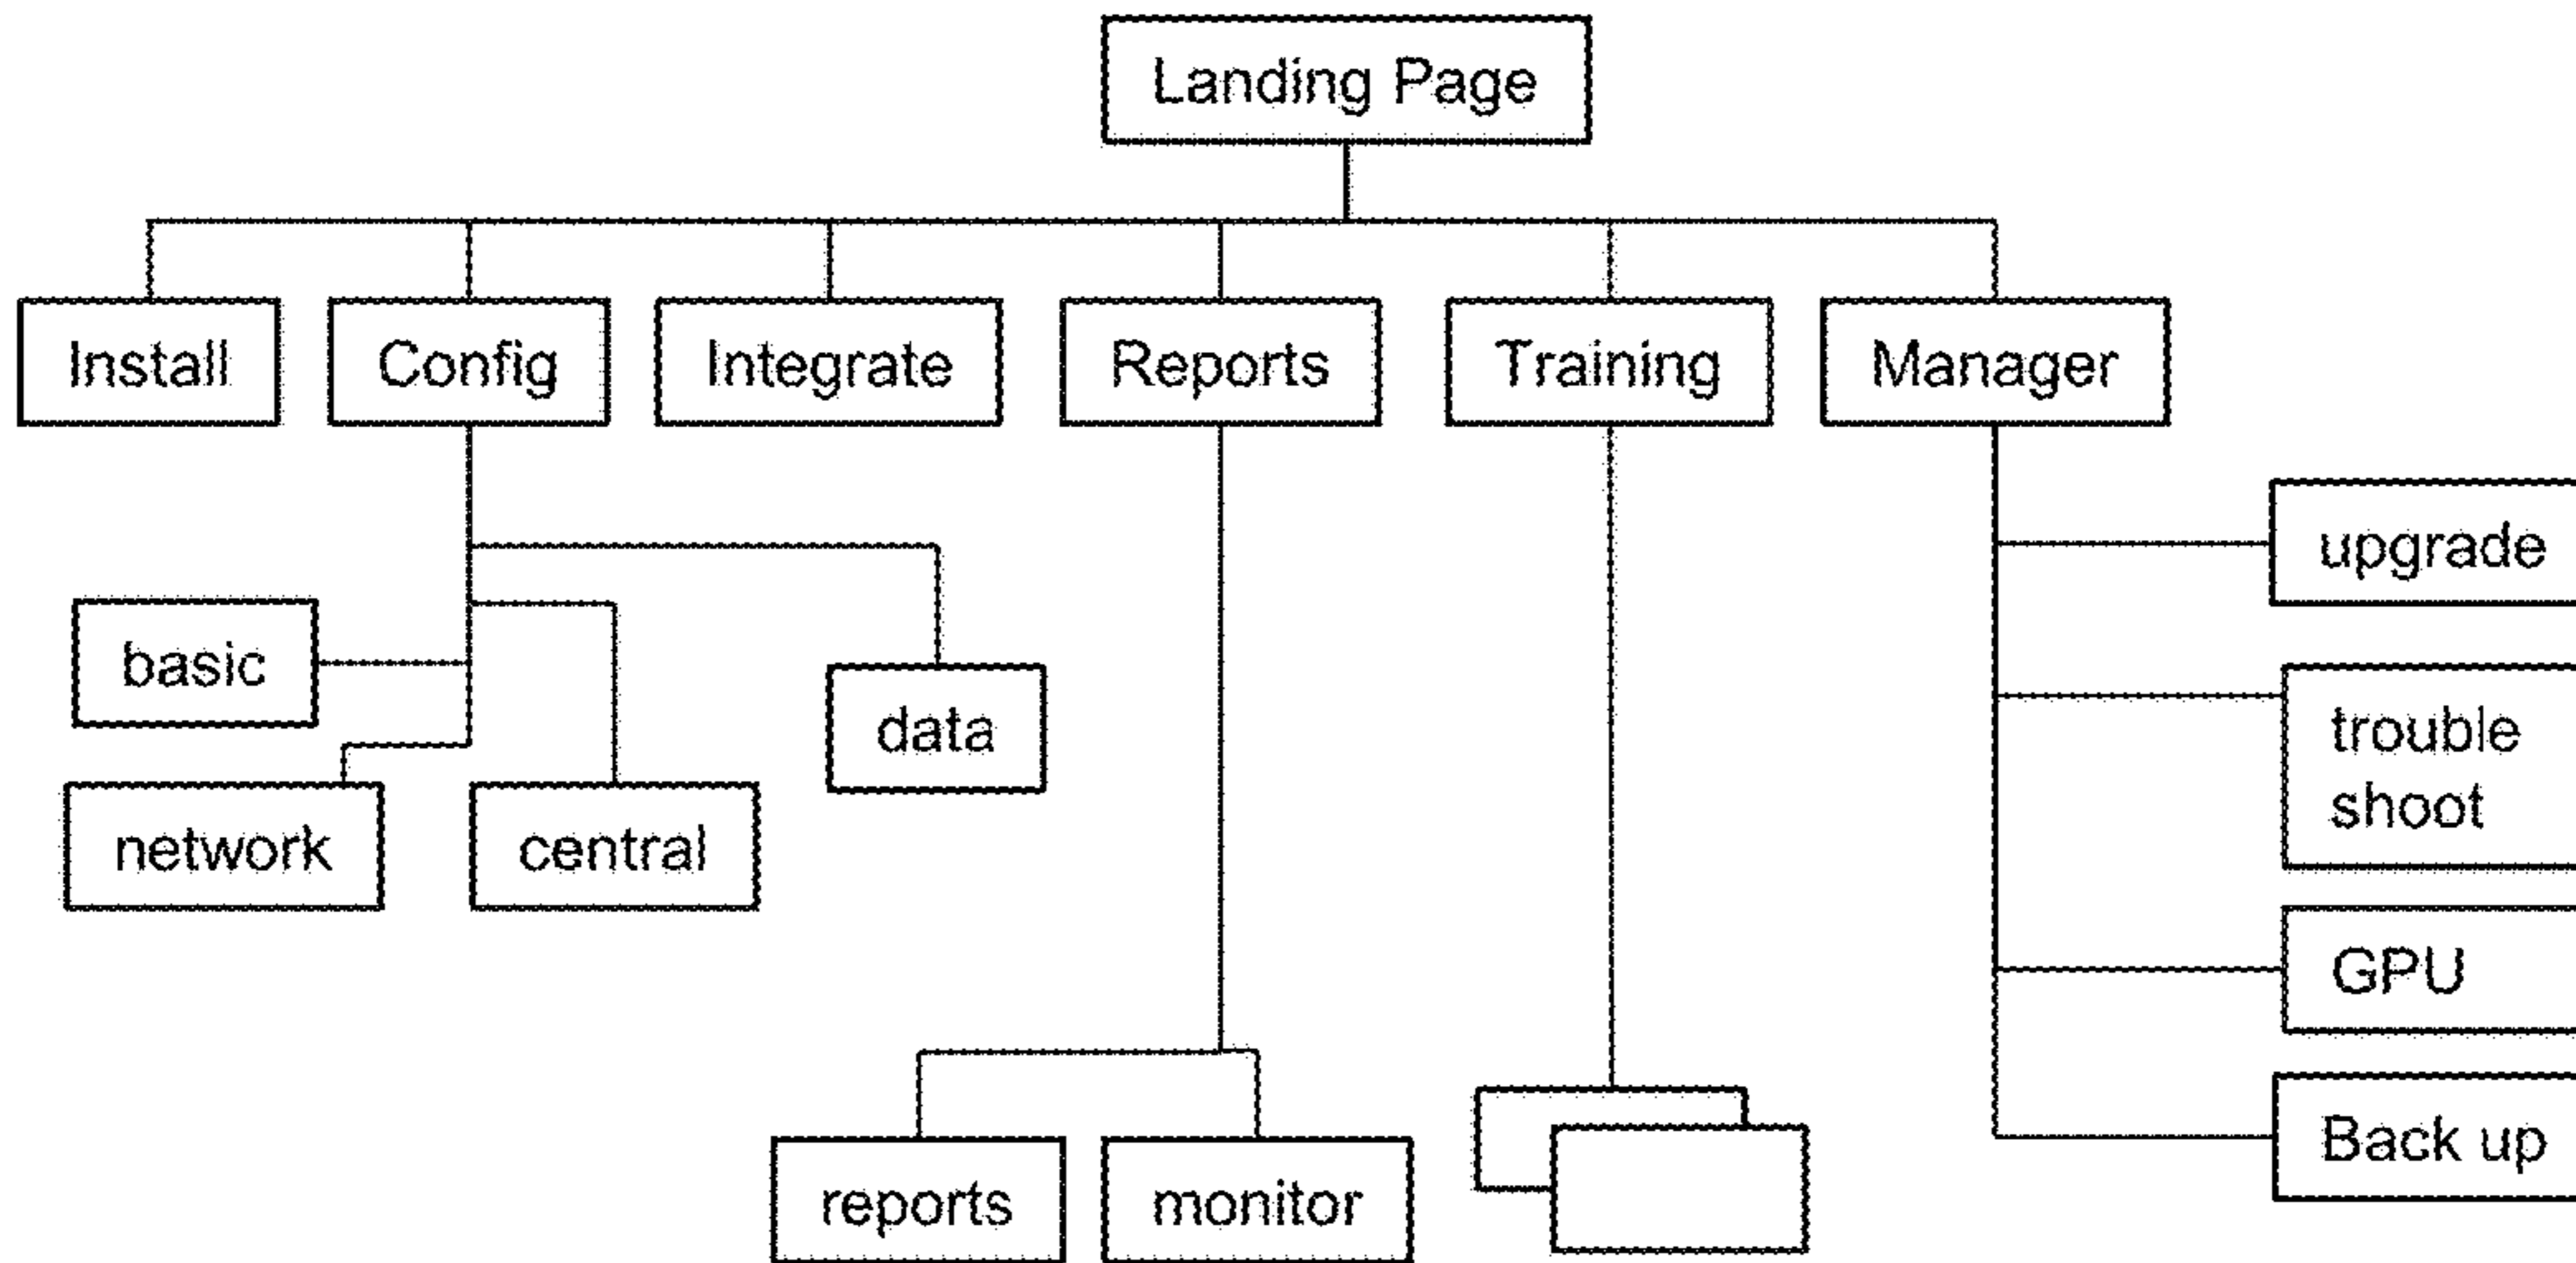 Landing Page
Install
Config
Integrate
Reports
Training
Manager
upgrade
basic
data
trouble
shoot
network
central
GPU
Back up
reports
monitor